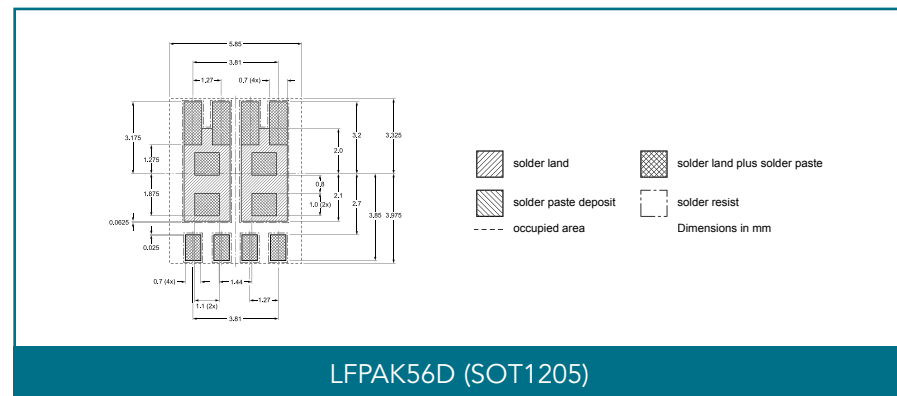 5.85
3.81
1.27
0.7 (4x)
3.175
3.2
3.325
2.0
1.275
0.8
1.875
2.1
1.0 (2x)
2.7
3.85
3.975
0.0625
0.025
0.7 (4x)
1.44
1.27
1.1 (2x)
3.81
solder land
solder land plus solder paste
solder paste deposit
solder resist
occupied area
Dimensions in mm
LFPAK56D (SOT1205)